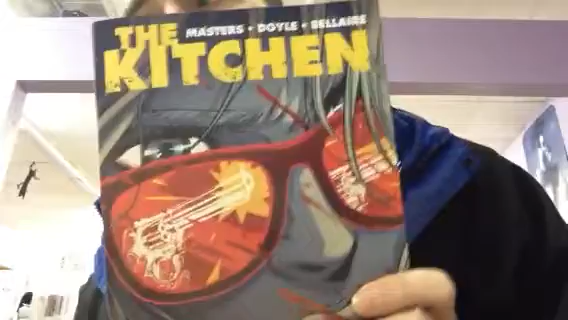 THE
MASTERS • DOYLE • BELLAIRE
KITCHEN